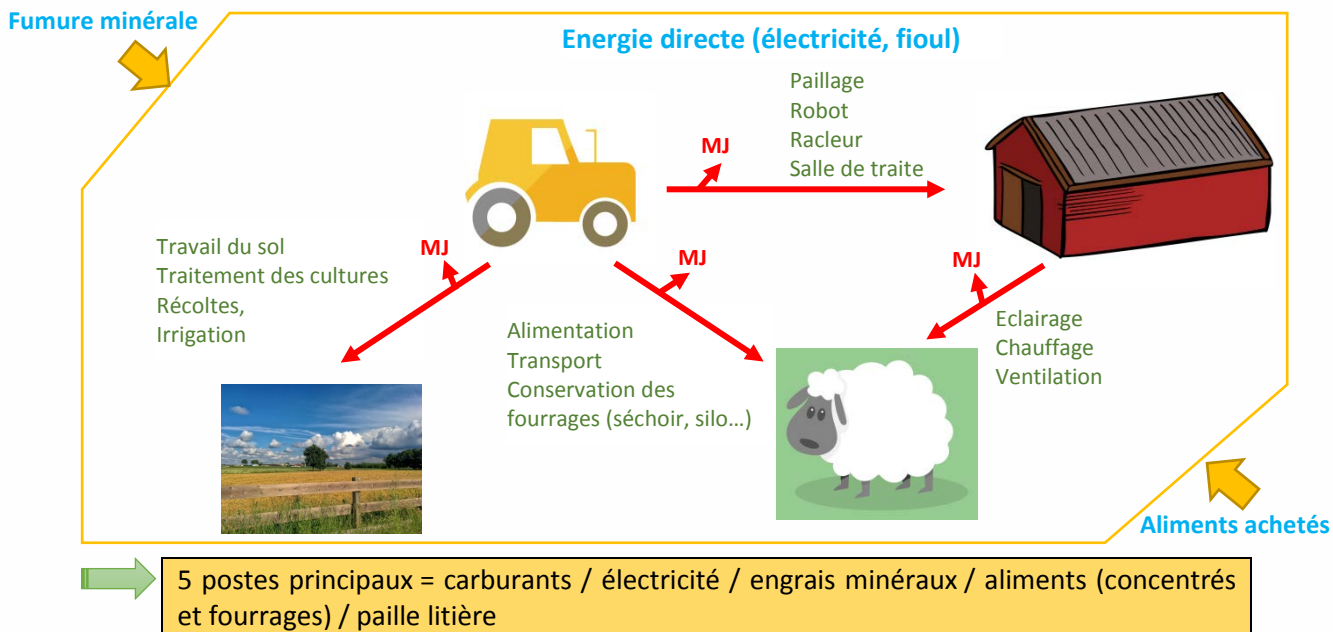 Fumure minérale
Energie directe (électricité, fioul)
Paillage
Robot
Racleur
Salle de traite
MJ
Travail du sol
Traitement des cultures
Récoltes,
Irrigation
MJ
MJ
MJ
Alimentation
Transport
Conservation des
fourrages (séchoir, silo…)
Eclairage
Chauffage
Ventilation
Aliments achetés
5 postes principaux = carburants / électricité / engrais minéraux / aliments (concentrés
et fourrages) / paille litière